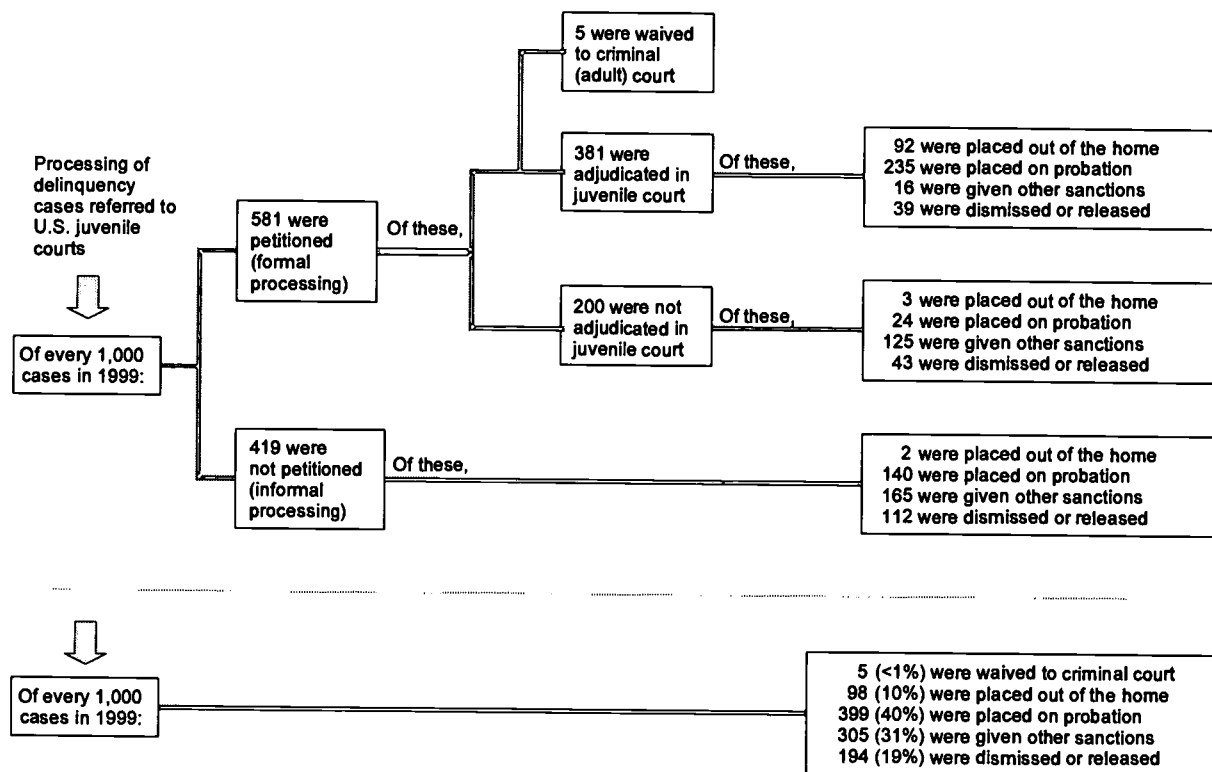 Processing of
delinquency
cases referred to
U.S. juvenile
courts
Of every 1,000
cases in 1999:
581 were
petitioned
(formal
processing)
Of these,
5 were waived
to criminal
(adult) court
381 were
adjudicated in
juvenile court
Of these,
92 were placed out of the home
235 were placed on probation
16 were given other sanctions
39 were dismissed or released
200 were not
adjudicated in
juvenile court
Of these,
3 were placed out of the home
24 were placed on probation
125 were given other sanctions
43 were dismissed or released
419 were
not petitioned
(informal
processing)
Of these,
2 were placed out of the home
140 were placed on probation
165 were given other sanctions
112 were dismissed or released
Of every 1,000
cases in 1999:
5 (<1%) were waived to criminal court
98 (10%) were placed out of the home
399 (40%) were placed on probation
305 (31%) were given other sanctions
194 (19%) were dismissed or released